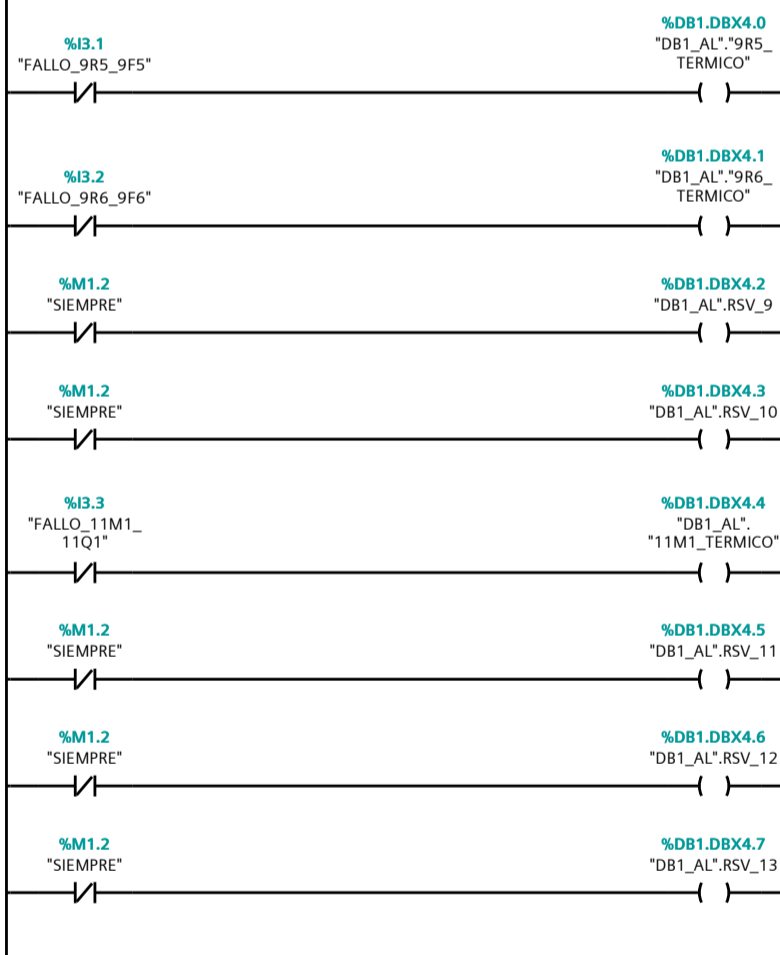 %DB1.DBX4.0
%I3.1
"DB1_AL"."9R5_
"FALLO_9R5_9F5"
TERMICO"
%DB1.DBX4.1
%I3.2
"DB1_AL"."9R6_
"FALLO_9R6_9F6"
TERMICO"
%M1.2
%DB1.DBX4.2
"SIEMPRE"
"DB1_AL".RSV_9
%M1.2
%DB1.DBX4.3
"SIEMPRE"
"DB1_AL".RSV_10
%I3.3
%DB1.DBX4.4
"FALLO_11M1_
"DB1_AL".
11Q1"
"11M1_TERMICO"
%M1.2
%DB1.DBX4.5
"SIEMPRE"
"DB1_AL".RSV_11
%M1.2
%DB1.DBX4.6
"SIEMPRE"
"DB1_AL".RSV_12
%M1.2
%DB1.DBX4.7
"SIEMPRE"
"DB1_AL".RSV_13